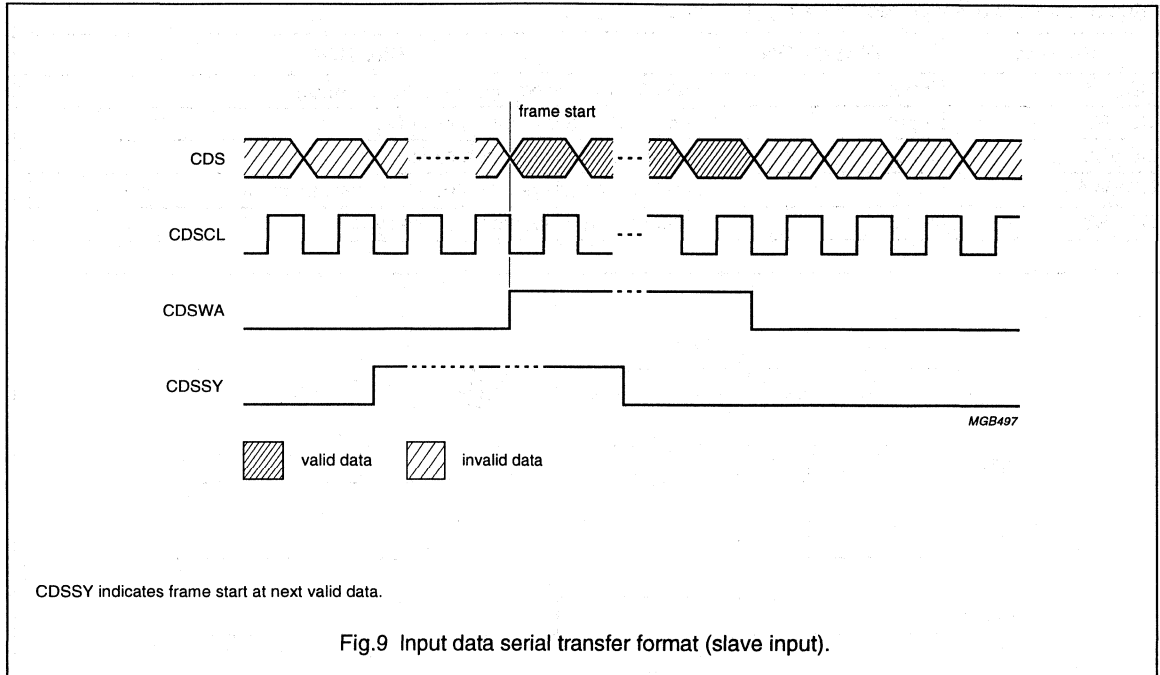 frame start
CDS
CDSCL
CDSWA
CDSSY
MGB497
valid data
invalid data
CDSSY indicates frame start at next valid data.
Fig.9 Input data serial transfer format (slave input).